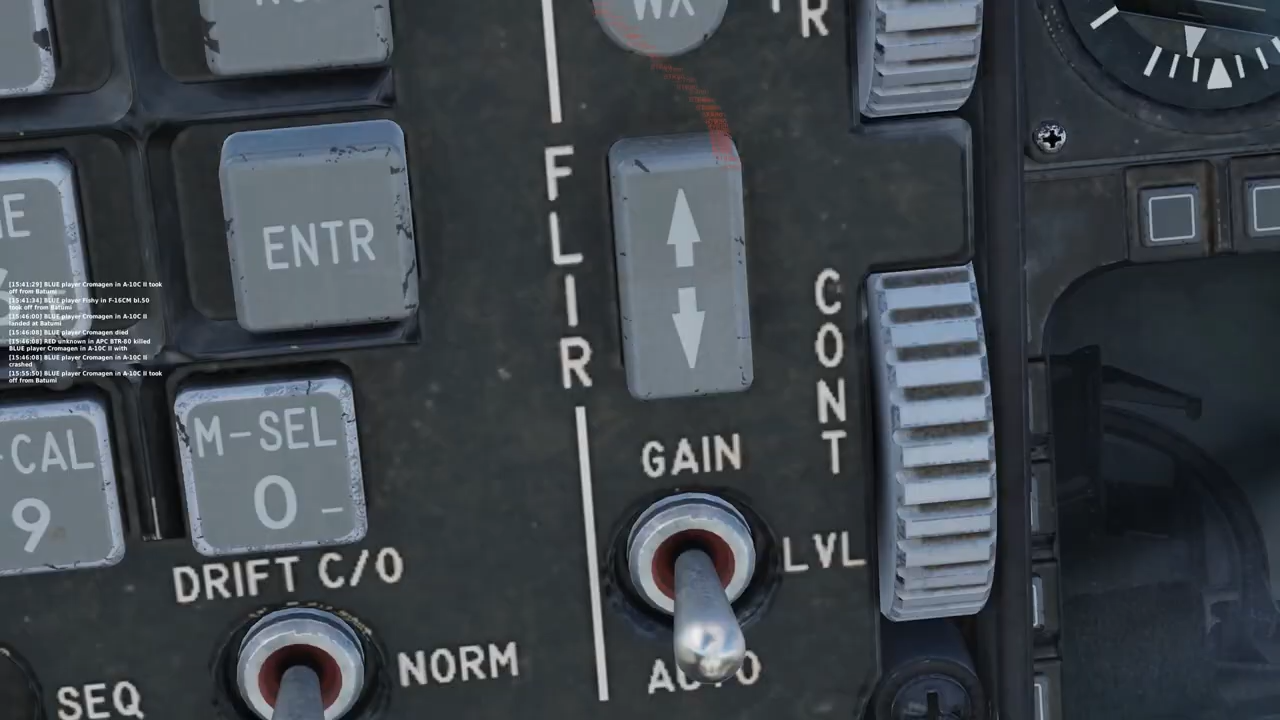 WX
R
ENTR
F
L
I
R
C
O
N
T
E
[15:41:29] BLUE player Cromagen in A-10C II took
off from Batumi
[15:41:34] BLUE player Fishy in F-16CM bl.50
took off from Batumi
[15:46:00] BLUE player Cromagen in A-10C II
landed at Batumi
[15:46:08] BLUE player Cromagen died
[15:46:08] RED unknown in APC BTR-80 killed
BLUE player Cromagen in A-10C II with
[15:46:08] BLUE player Cromagen in A-10C II
crashed
[15:55:50] BLUE player Cromagen in A-10C II took
off from Batumi
-CAL
9
M-SEL
0 -
GAIN
LVL
AUTO
DRIFT C/O
NORM
SEQ